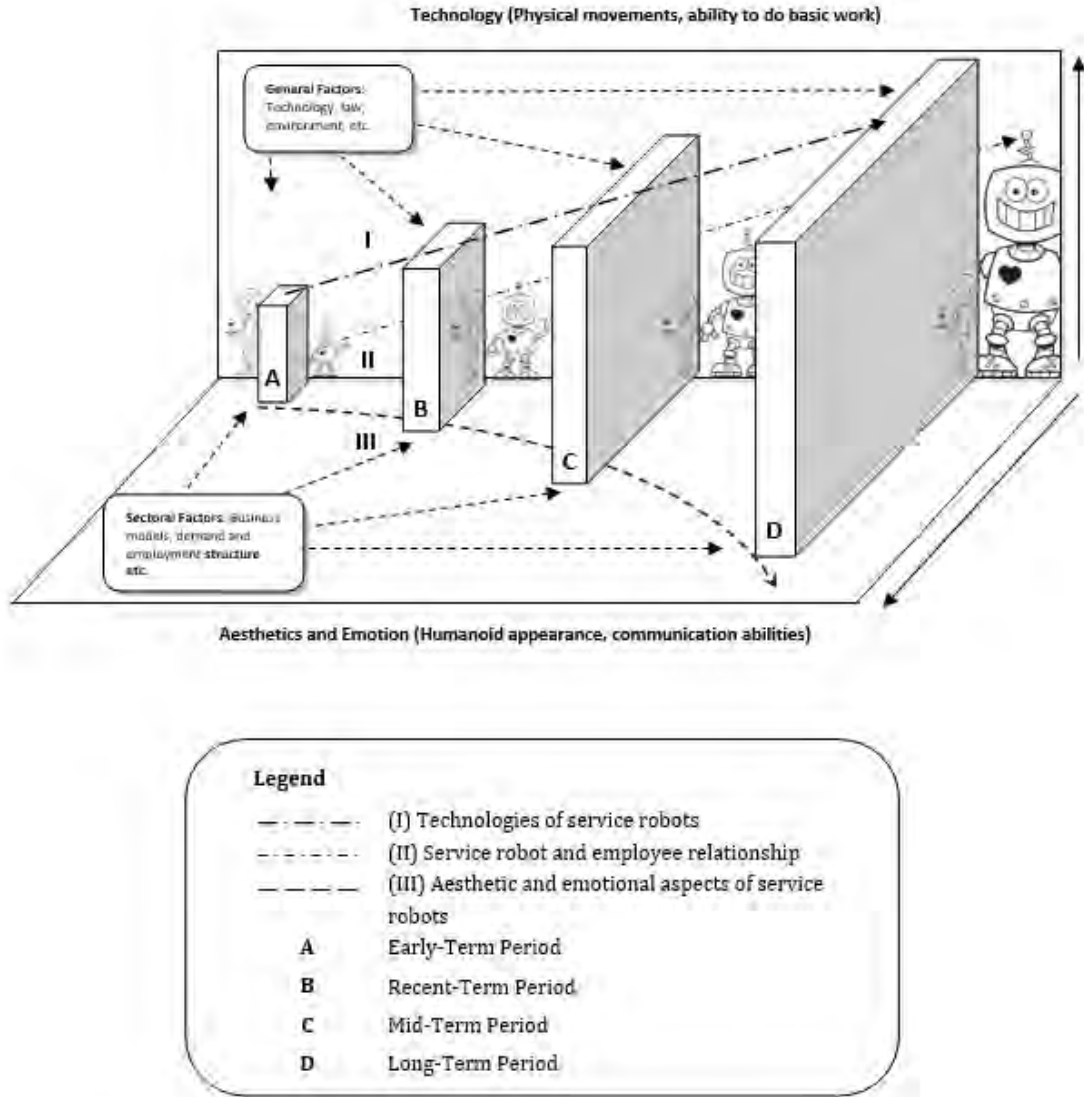 Technology (Physical movements, ability to do basic work)
General Factors:
Technology, law,
environment, etc.
I
II
III
A
B
C
D
Sectoral Factors: Business
models, demand and
employment structure
etc.
Aesthetics and Emotion (Humanoid appearance, communication abilities)
Legend
(I) Technologies of service robots
(II) Service robot and employee relationship
(III) Aesthetic and emotional aspects of service
robots
A Early-Term Period
B Recent-Term Period
C Mid-Term Period
D Long-Term Period